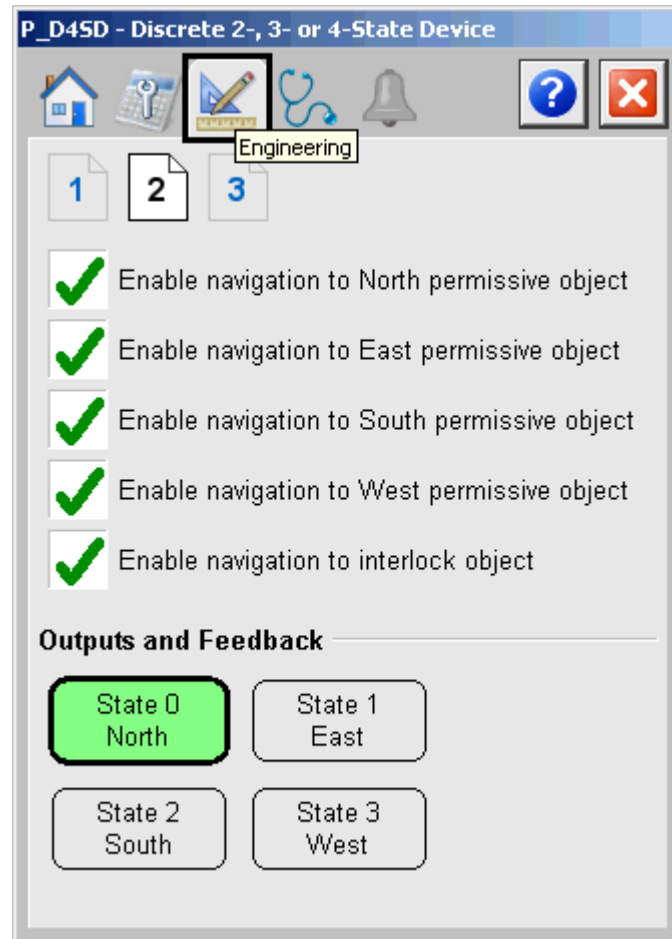 P_D4SD - Discrete 2-, 3- or 4-State Device
?
Engineering
1 2 3
Enable navigation to North permissive object
Enable navigation to East permissive object
Enable navigation to South permissive object
Enable navigation to West permissive object
Enable navigation to interlock object
Outputs and Feedback
State 0
North
State 1
East
State 2
South
State 3
West